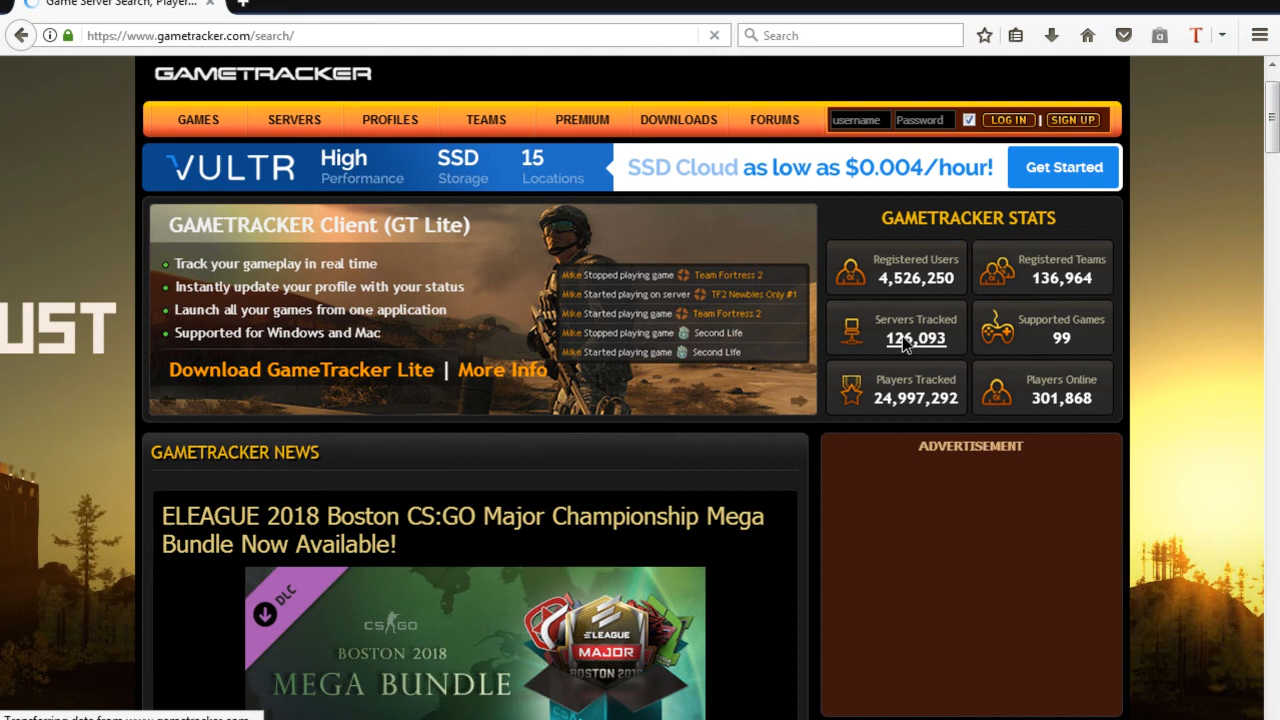 Game Server Search, Player...
https://www.gametracker.com/search/
Search
GAMETRACKER
GAMES SERVERS PROFILES TEAMS PREMIUM DOWNLOADS FORUMS username Password LOG IN | SIGN UP
VULTR High Performance SSD Storage 15 Locations SSD Cloud as low as $0.004/hour! Get Started
GAMETRACKER Client (GT Lite)
Track your gameplay in real time
Instantly update your profile with your status
Launch all your games from one application
Supported for Windows and Mac
Download GameTracker Lite | More Info
Mike Stopped playing game Team Fortress 2
Mike Started playing on server TF2 Newbies Only #1
Mike Started playing game Team Fortress 2
Mike Stopped playing game Second Life
Mike Started playing game Second Life
GAMETRACKER STATS
Registered Users
4,526,250
Registered Teams
136,964
Servers Tracked
Supported Games
99
Players Tracked
24,997,292
Players Online
301,868
UST
GAMETRACKER NEWS
ADVERTISEMENT
ELEAGUE 2018 Boston CS:GO Major Championship Mega
Bundle Now Available!
DLC
CS GO
BOSTON 2018
MEGA BUNDLE
ELEAGUE
MAJOR
BOSTON 2018
Transferring data from www.gametracker.com...